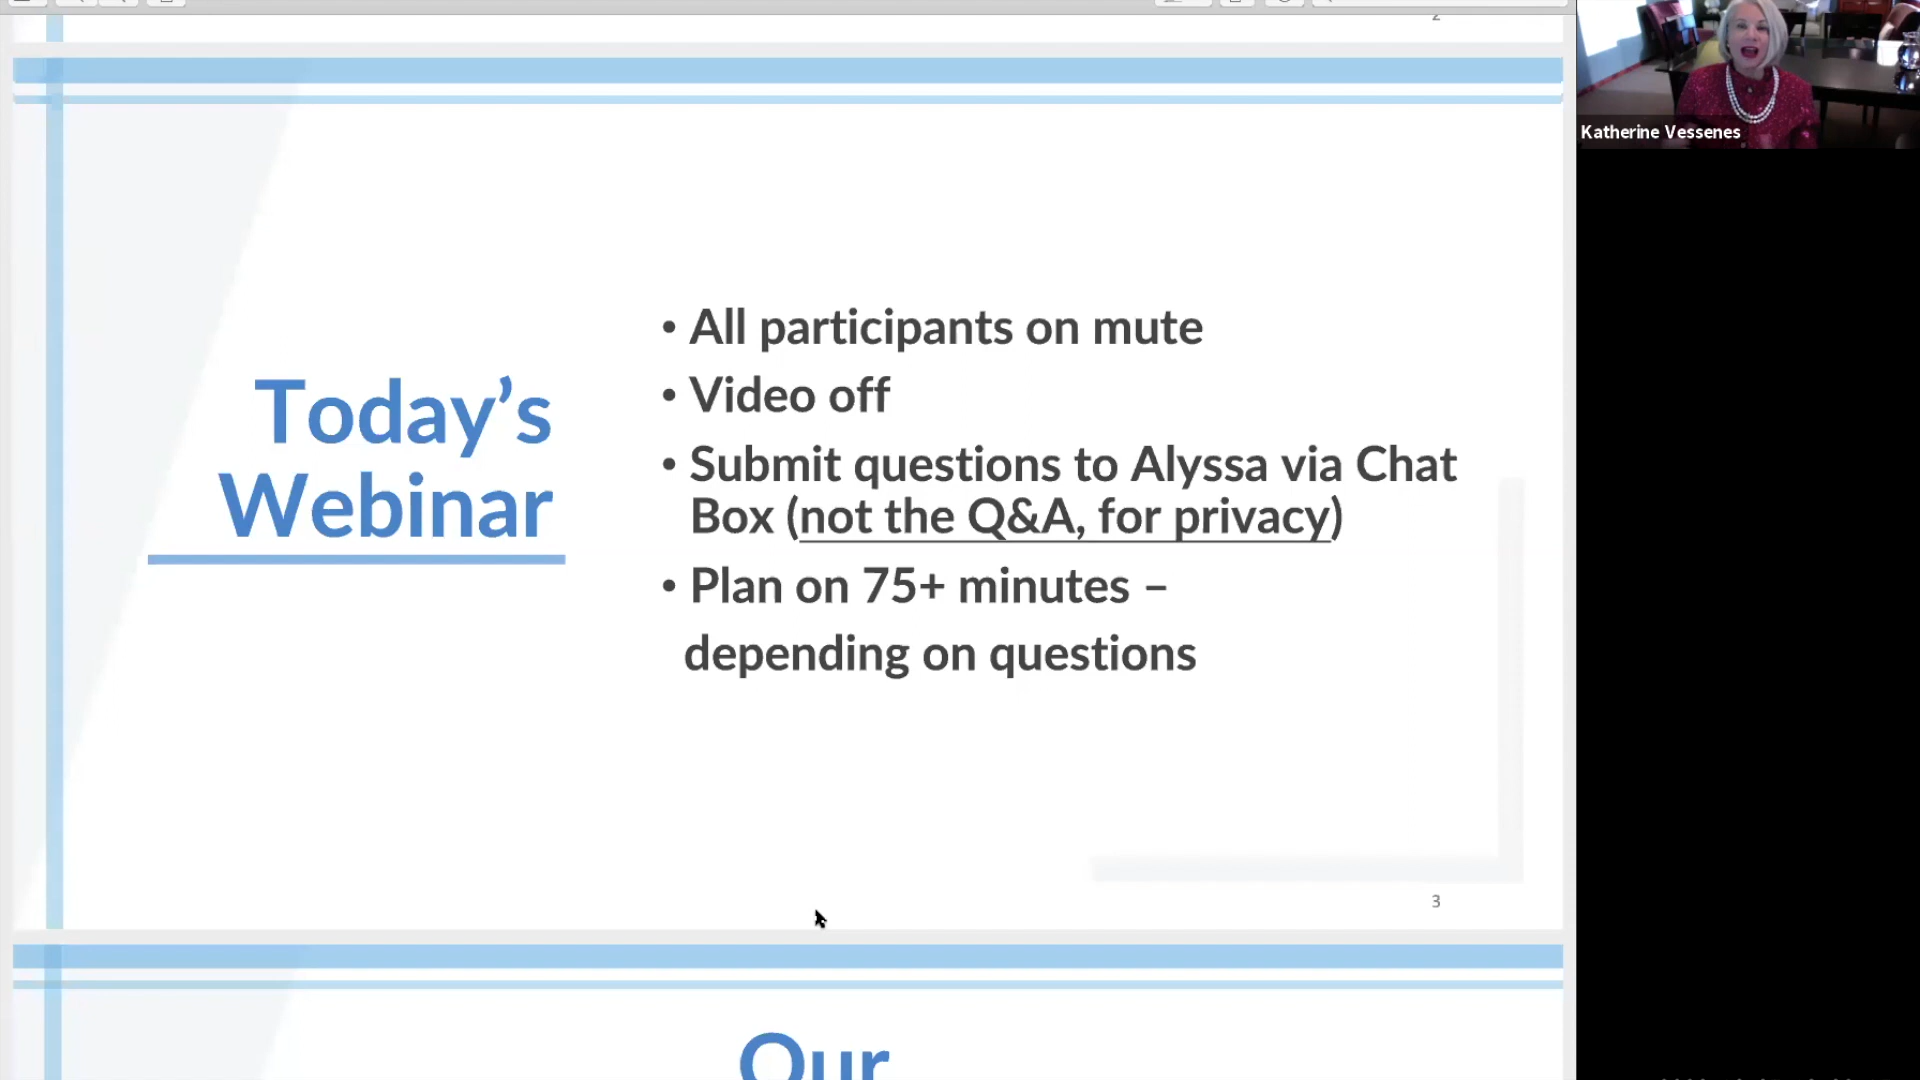 2
Katherine Vessenes
Today’s
Webinar
• All participants on mute
• Video off
• Submit questions to Alyssa via Chat
Box (not the Q&A, for privacy)
• Plan on 75+ minutes –
depending on questions
3
Our